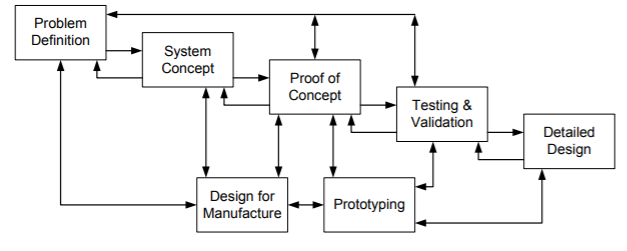 Problem
Definition
System
Concept
Proof of
Concept
Testing &
Validation
Detailed
Design
Design for
Manufacture
Prototyping